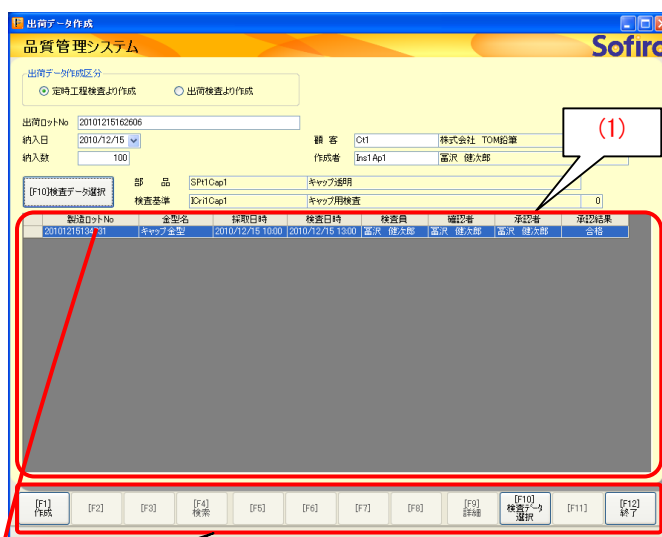 出荷データ作成
品質管理システム
Sofiro
出荷データ作成区分
定時工程検査より作成 出荷検査より作成
出荷ロットNo 20101215162606
納入日 2010/12/15 顧 客 Ct1 株式会社 TOM鉛筆
納入数 100 作成者 Ins1Ap1 冨沢 健次郎
(1)
[F10]検査データ選択
部 品 SPt1Cap1 キャップ透明
検査基準 ICri1Cap1 キャップ用検査 0
製造ロットNo 金型名 採取日時 検査日時 検査員 確認者 承認者 承認結果
キャップ金型 2010/12/15 10:00 2010/12/15 13:00 冨沢 健次郎 冨沢 健次郎 冨沢 健次郎 合格
[F1] 作成 [F2] [F3] [F4] 検索 [F5] [F6] [F7] [F8] [F9] 詳細 [F10] 検査データ 選択 [F11] [F12] 終了